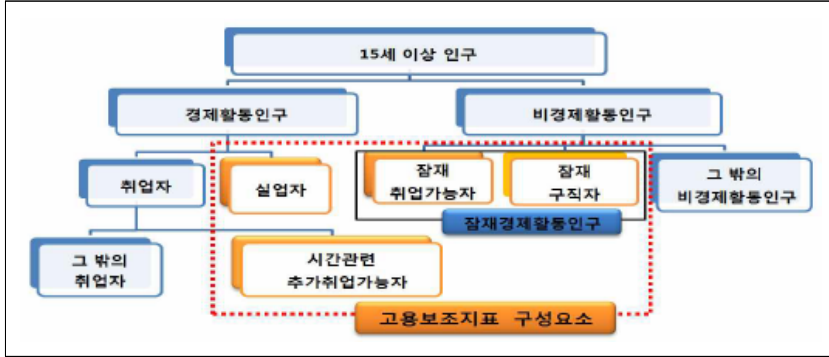 15세 이상 인구
경제활동인구
비경제활동인구
취업자
실업자
잠재
취업가능자
잠재
구직자
그 밖의
비경제활동인구
잠재경제활동인구
그 밖의
취업자
시간관련
추가취업가능자
고용보조지표 구성요소